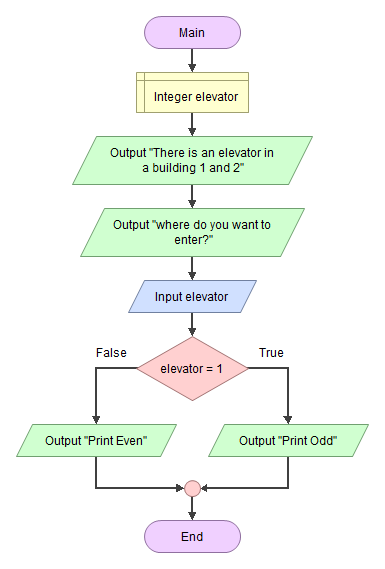 Main
Integer elevator
Output "There is an elevator in
a building 1 and 2"
Output "where do you want to
enter?"
Input elevator
False
True
elevator = 1
Output "Print Even"
Output "Print Odd"
End